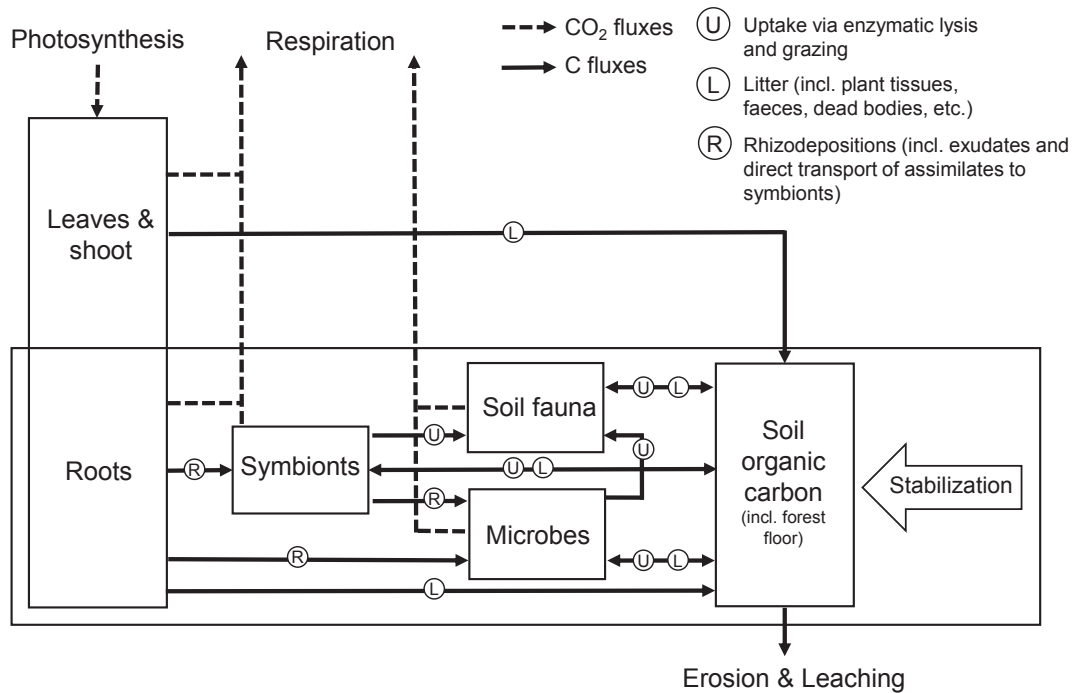 Photosynthesis
Respiration
CO₂ fluxes
C fluxes
U Uptake via enzymatic lysis
and grazing
L Litter (incl. plant tissues,
faeces, dead bodies, etc.)
R Rhizodepositions (incl. exudates and
direct transport of assimilates to
symbionts)
Leaves &
shoot
L
Soil fauna
U L
U
U
Roots
R
Symbionts
U L
R
Microbes
U L
R
L
Soil
organic
carbon
(incl. forest
floor)
Stabilization
Erosion & Leaching